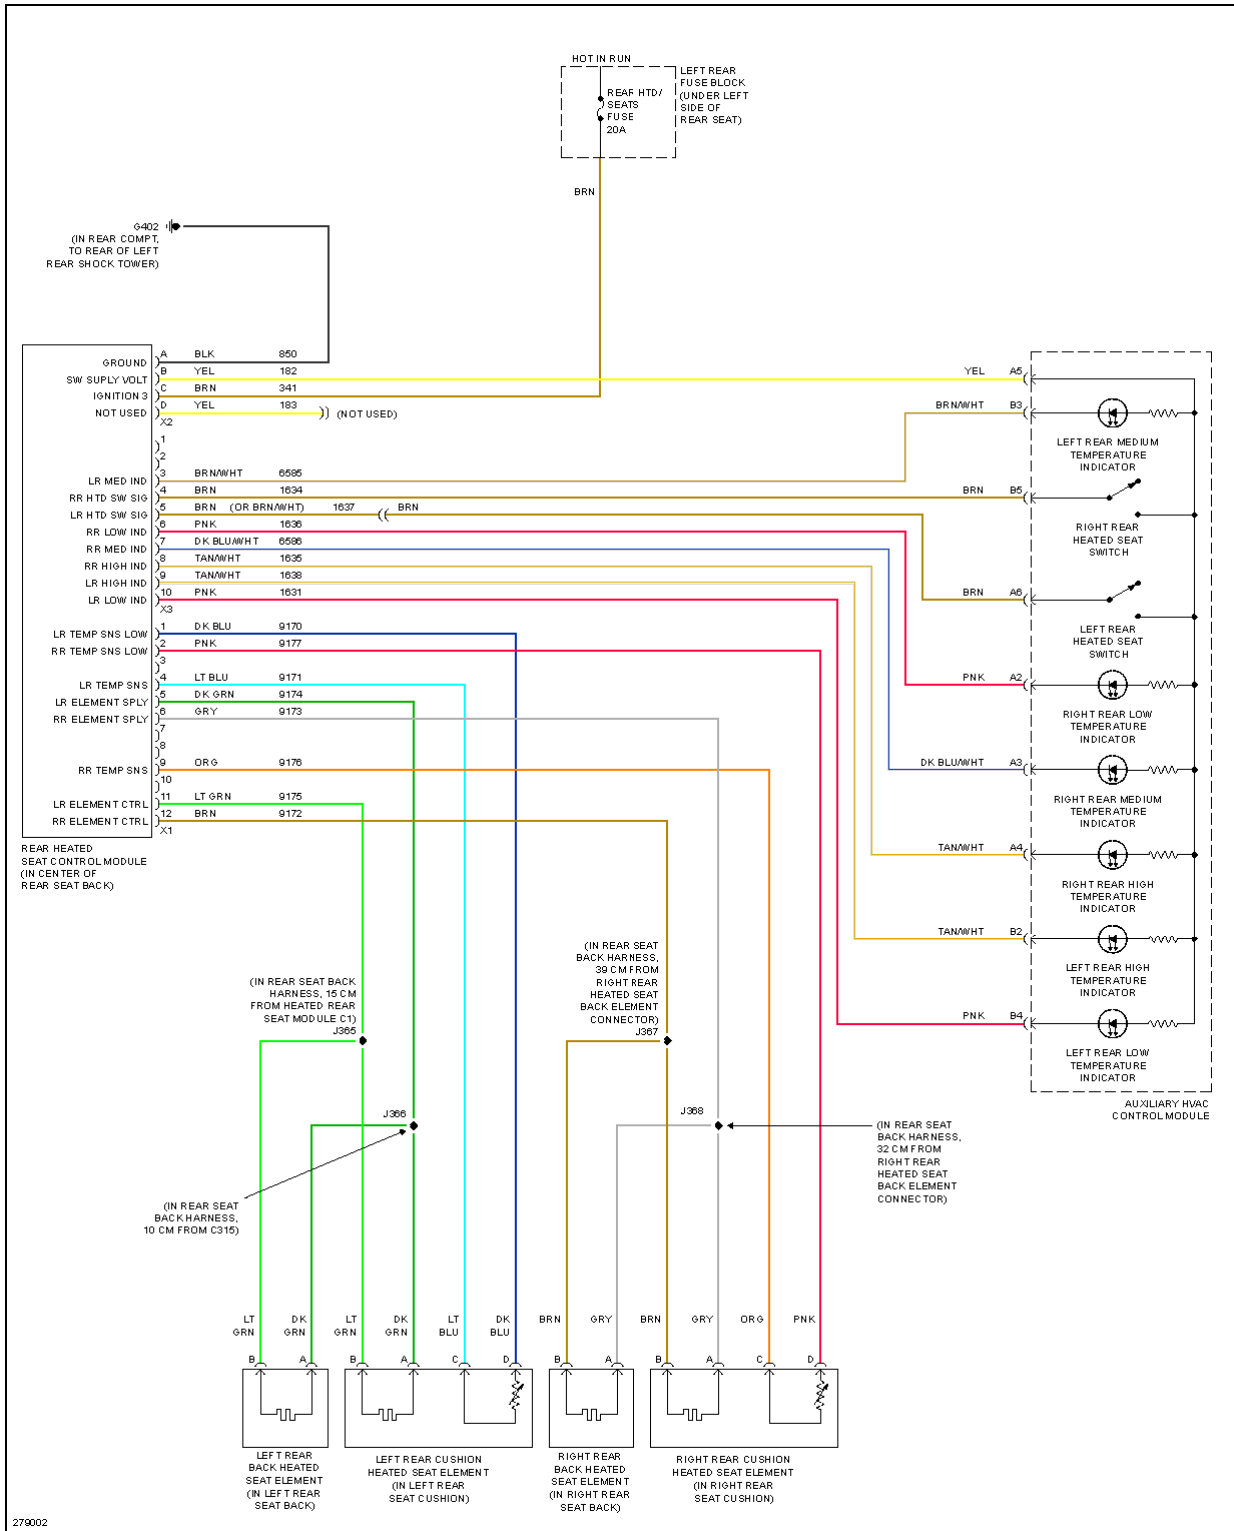 HOT IN RUN
REAR HTD/
SEATS
FUSE
20A
LEFT REAR
FUSE BLOCK
(UNDER LEFT
SIDE OF
REAR SEAT)
BRN
G402
(IN REAR COMPT,
TO REAR OF LEFT
REAR SHOCK TOWER)
GROUND A BLK 850
SW SUPLY VOLT B YEL 182
IGNITION 3 C BRN 341
NOT USED D YEL 183 (NOT USED)
X2
1
2
LR MED IND 3 BRN/WHT 6585
RR HTD SW SIG 4 BRN 1634
LR HTD SW SIG 5 BRN (OR BRN/WHT) 1637 BRN
RR LOW IND 6 PNK 1636
RR MED IND 7 DK BLU/WHT 6586
RR HIGH IND 8 TAN/WHT 1635
LR HIGH IND 9 TAN/WHT 1638
LR LOW IND 10 PNK 1631
X3
LR TEMP SNS LOW 1 DK BLU 9170
RR TEMP SNS LOW 2 PNK 9177
3
LR TEMP SNS 4 LT BLU 9171
LR ELEMENT SPLY 5 DK GRN 9174
RR ELEMENT SPLY 6 GRY 9173
7
8
RR TEMP SNS 9 ORG 9176
10
LR ELEMENT CTRL 11 LT GRN 9175
RR ELEMENT CTRL 12 BRN 9172
X1
REAR HEATED
SEAT CONTROL MODULE
(IN CENTER OF
REAR SEAT BACK)
YEL A5
BRN/WHT B3
LEFT REAR MEDIUM
TEMPERATURE
INDICATOR
BRN B5
RIGHT REAR
HEATED SEAT
SWITCH
BRN A6
LEFT REAR
HEATED SEAT
SWITCH
PNK A2
RIGHT REAR LOW
TEMPERATURE
INDICATOR
DK BLU/WHT A3
RIGHT REAR MEDIUM
TEMPERATURE
INDICATOR
TAN/WHT A4
RIGHT REAR HIGH
TEMPERATURE
INDICATOR
TAN/WHT B2
LEFT REAR HIGH
TEMPERATURE
INDICATOR
PNK B4
LEFT REAR LOW
TEMPERATURE
INDICATOR
AUXILIARY HVAC
CONTROL MODULE
(IN REAR SEAT BACK
HARNESS, 15 CM
FROM HEATED REAR
SEAT MODULE C1)
J365
(IN REAR SEAT
BACK HARNESS,
39 CM FROM
RIGHT REAR
HEATED SEAT
BACK ELEMENT
CONNECTOR)
J367
J366
(IN REAR SEAT
BACK HARNESS,
10 CM FROM C315)
J368
(IN REAR SEAT
BACK HARNESS,
32 CM FROM
RIGHT REAR
HEATED SEAT
BACK ELEMENT
CONNECTOR)
LT DK LT DK LT DK BRN GRY BRN GRY ORG PNK
GRN GRN GRN GRN BLU BLU
B A B A C D B A B A C D
LEFT REAR
BACK HEATED
SEAT ELEMENT
(IN LEFT REAR
SEAT BACK)
LEFT REAR CUSHION
HEATED SEAT ELEMENT
(IN LEFT REAR
SEAT CUSHION)
RIGHT REAR
BACK HEATED
SEAT ELEMENT
(IN RIGHT REAR
SEAT BACK)
RIGHT REAR CUSHION
HEATED SEAT ELEMENT
(IN RIGHT REAR
SEAT CUSHION)
279002